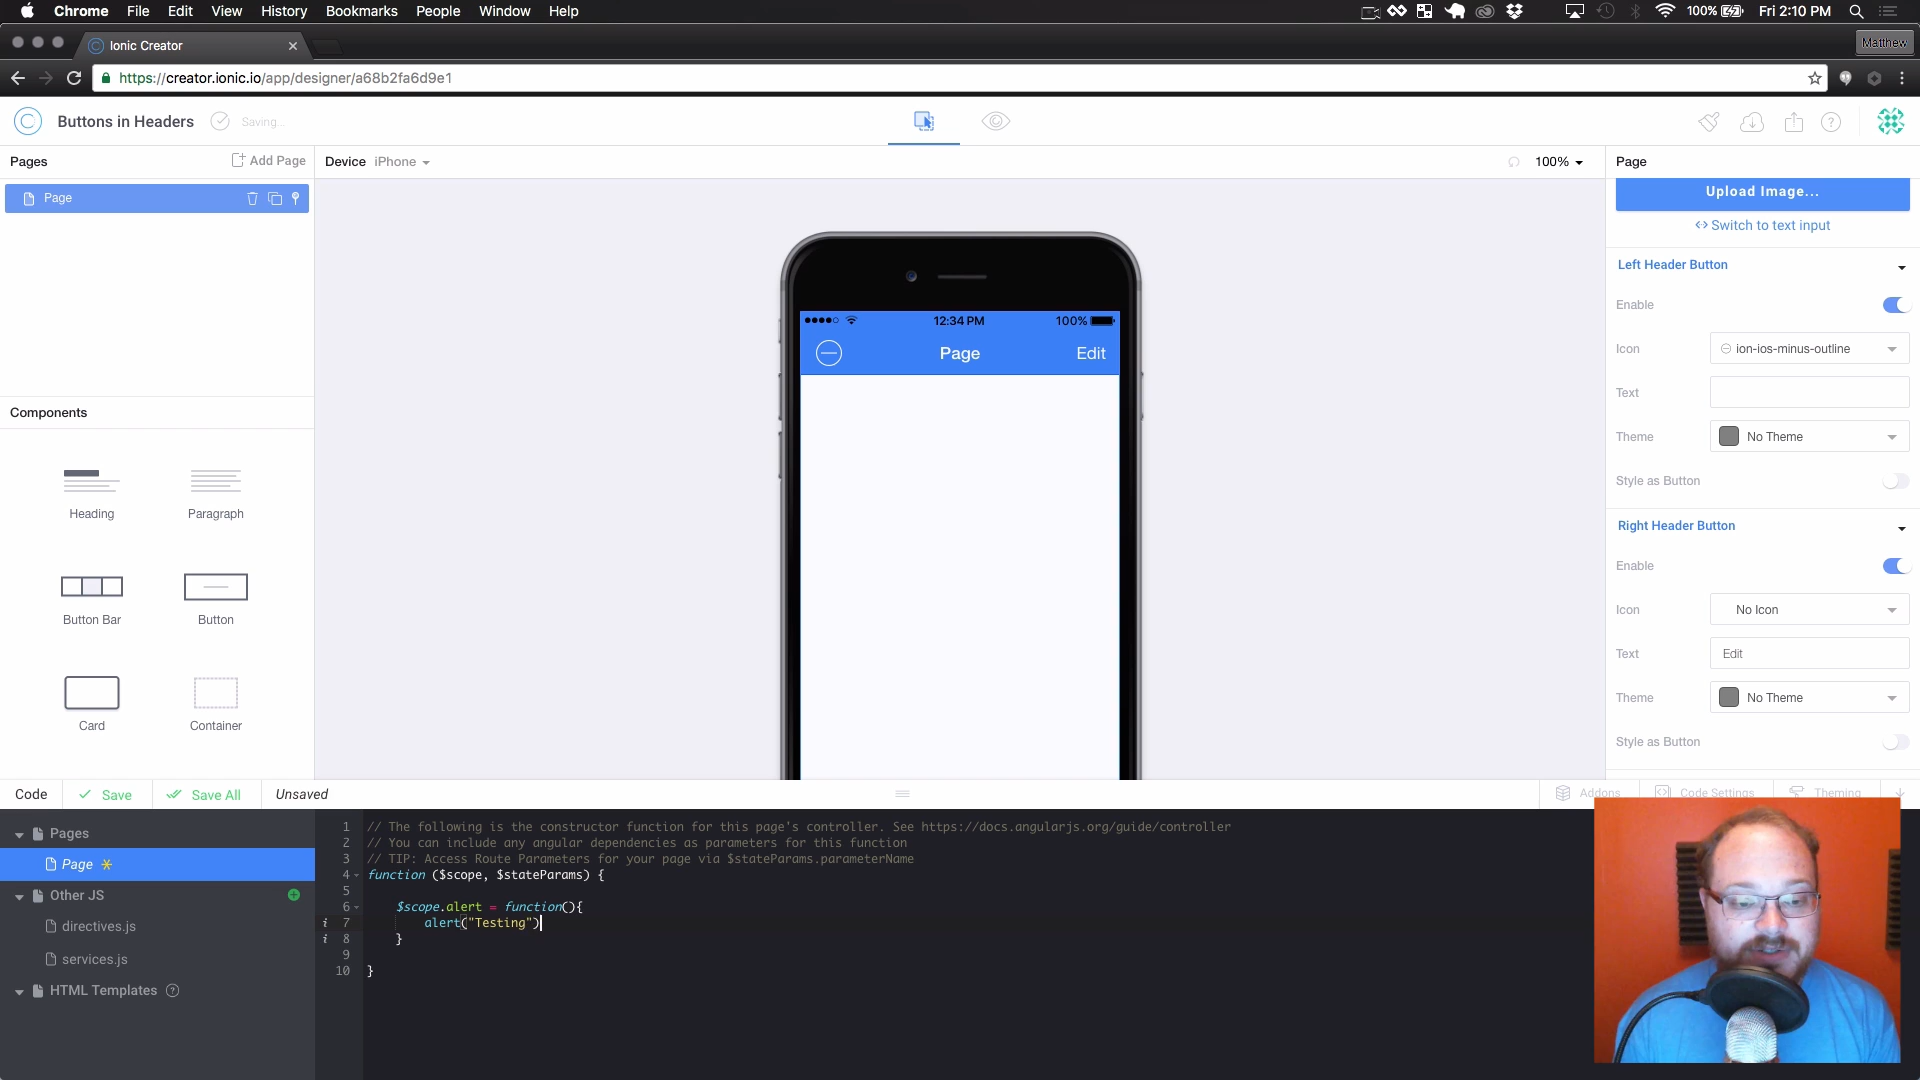 Chrome File Edit View History Bookmarks People Window Help 100% Fri 2:10 PM
Ionic Creator
Matthew
https://creator.ionic.io/app/designer/a68b2fa6d9e1
Buttons in Headers Saving...
Pages Add Page Device iPhone 100% Page
Page
Upload Image...
Switch to text input
12:34 PM 100%
Page Edit
Left Header Button
Enable
Icon ion-ios-minus-outline
Text
Theme No Theme
Style as Button
Right Header Button
Enable
Icon No Icon
Text Edit
Theme No Theme
Style as Button
Components
Heading Paragraph
Button Bar Button
Card Container
Code Save Save All Unsaved Addons Code Settings Theming
Pages
Page *
Other JS
directives.js
services.js
HTML Templates ?
1 // The following is the constructor function for this page's controller. See https://docs.angularjs.org/guide/controller
2 // You can include any angular dependencies as parameters for this function
3 // TIP: Access Route Parameters for your page via $stateParams.parameterName
4 function ($scope, $stateParams) {
5
6 $scope.alert = function(){
i 7 alert("Testing")
i 8 }
9
10 }